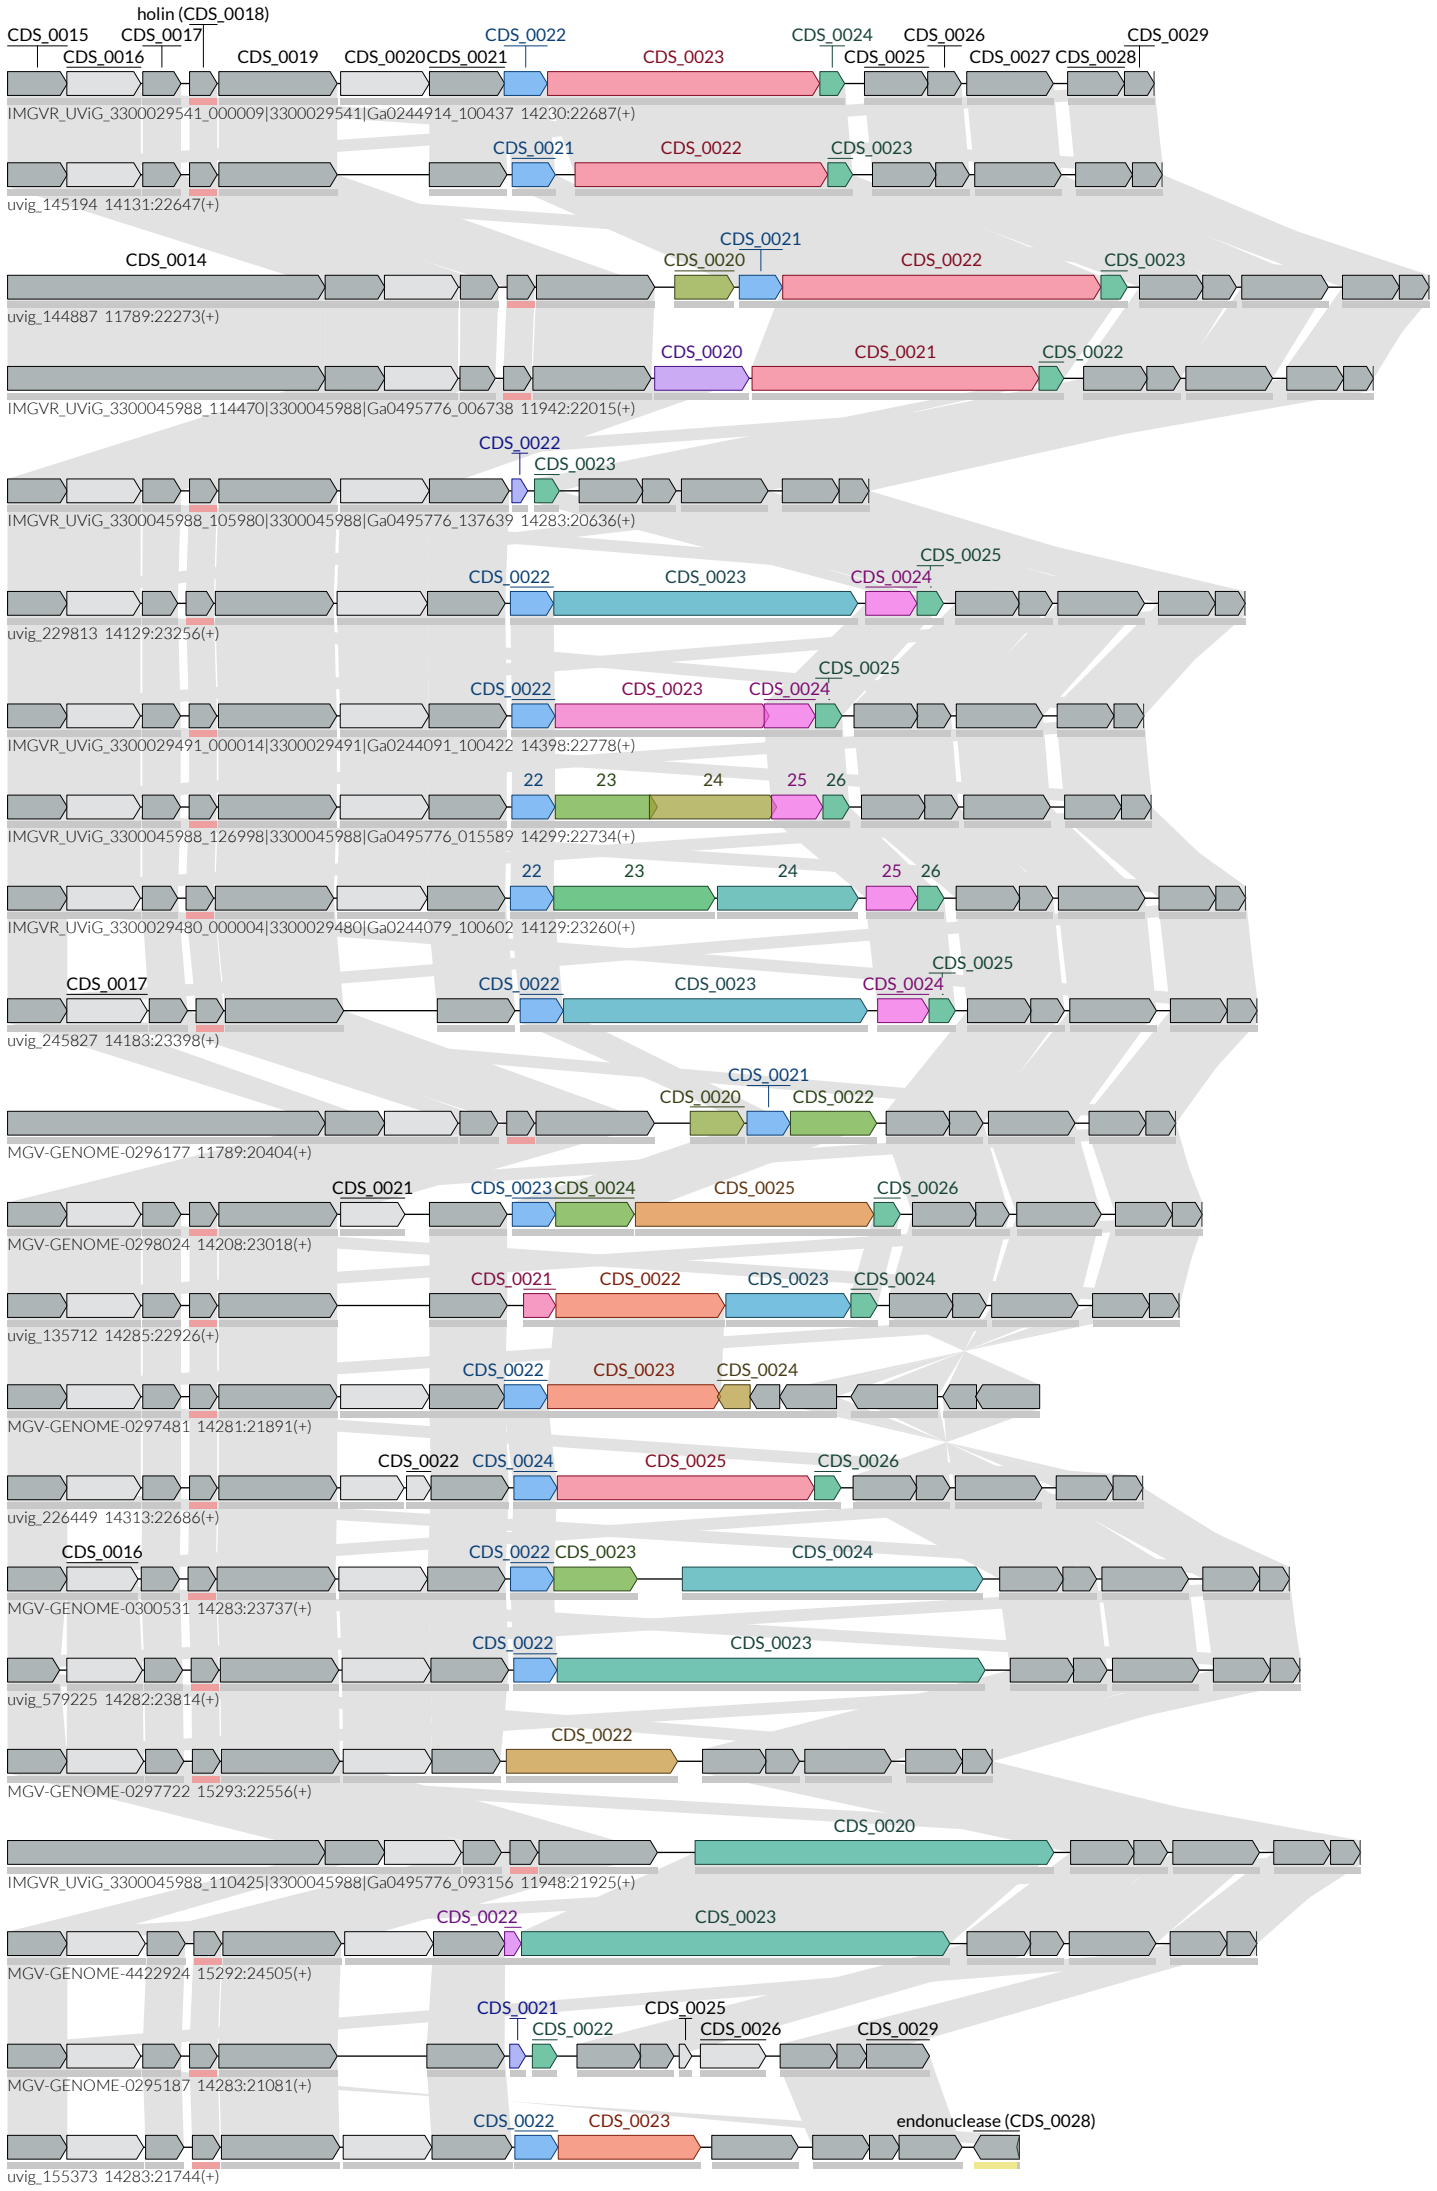 holin (CDS_0018)
CDS_0015 CDS_0017 CDS_0022 CDS_0024 CDS_0026 CDS_0029
CDS_0016 CDS_0019 CDS_0020 CDS_0021 CDS_0023 CDS_0025 CDS_0027 CDS_0028
IMGVR_UViG_3300029541_000009|3300029541|Ga0244914_100437 14230:22687(+)
CDS_0021 CDS_0022 CDS_0023
uvig_145194 14131:22647(+)
CDS_0021
CDS_0014 CDS_0020 CDS_0022 CDS_0023
uvig_144887 11789:22273(+)
CDS_0020 CDS_0021 CDS_0022
IMGVR_UViG_3300045988_114470|3300045988|Ga0495776_006738 11942:22015(+)
CDS_0022
CDS_0023
IMGVR_UViG_3300045988_105980|3300045988|Ga0495776_137639 14283:20636(+)
CDS_0025
CDS_0022 CDS_0023 CDS_0024
uvig_229813 14129:23256(+)
CDS_0025
CDS_0022 CDS_0023 CDS_0024
IMGVR_UViG_3300029491_000014|3300029491|Ga0244091_100422 14398:22778(+)
22 23 24 25 26
IMGVR_UViG_3300045988_126998|3300045988|Ga0495776_015589 14299:22734(+)
22 23 24 25 26
IMGVR_UViG_3300029480_000004|3300029480|Ga0244079_100602 14129:23260(+)
CDS_0025
CDS_0017 CDS_0022 CDS_0023 CDS_0024
uvig_245827 14183:23398(+)
CDS_0021
CDS_0020 CDS_0022
MGV-GENOME-0296177 11789:20404(+)
CDS_0021 CDS_0023 CDS_0024 CDS_0025 CDS_0026
MGV-GENOME-0298024 14208:23018(+)
CDS_0021 CDS_0022 CDS_0023 CDS_0024
uvig_135712 14285:22926(+)
CDS_0022 CDS_0023 CDS_0024
MGV-GENOME-0297481 14281:21891(+)
CDS_0022 CDS_0024 CDS_0025 CDS_0026
uvig_226449 14313:22686(+)
CDS_0016 CDS_0022 CDS_0023 CDS_0024
MGV-GENOME-0300531 14283:23737(+)
CDS_0022 CDS_0023
uvig_579225 14282:23814(+)
CDS_0022
MGV-GENOME-0297722 15293:22556(+)
CDS_0020
IMGVR_UViG_3300045988_110425|3300045988|Ga0495776_093156 11948:21925(+)
CDS_0022 CDS_0023
MGV-GENOME-4422924 15292:24505(+)
CDS_0021 CDS_0025
CDS_0022 CDS_0026 CDS_0029
MGV-GENOME-0295187 14283:21081(+)
CDS_0022 CDS_0023 endonuclease (CDS_0028)
uvig_155373 14283:21744(+)